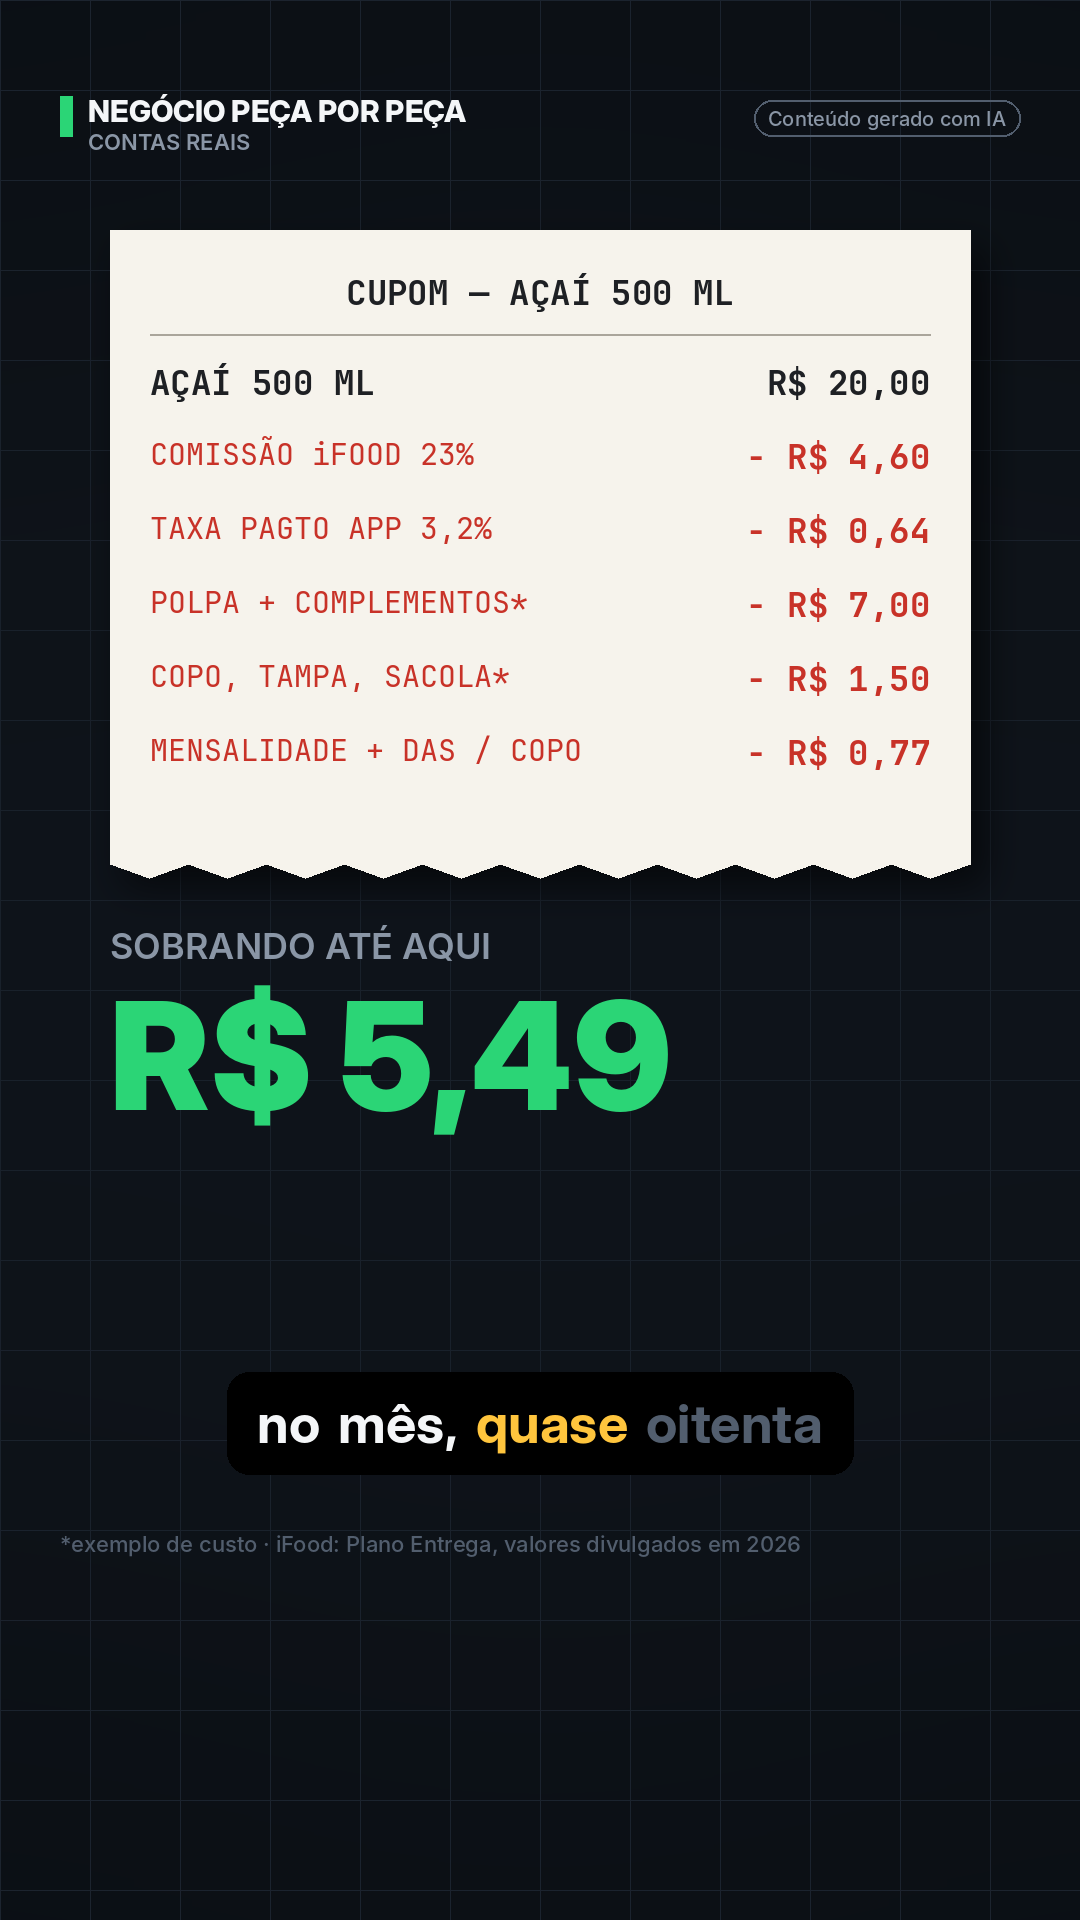 NEGÓCIO PEÇA POR PEÇA
CONTAS REAIS
Conteúdo gerado com IA
CUPOM — AÇAÍ 500 ML
AÇAÍ 500 ML R$ 20,00
COMISSÃO iFOOD 23% - R$ 4,60
TAXA PAGTO APP 3,2% - R$ 0,64
POLPA + COMPLEMENTOS* - R$ 7,00
COPO, TAMPA, SACOLA* - R$ 1,50
MENSALIDADE + DAS / COPO - R$ 0,77
SOBRANDO ATÉ AQUI
R$ 5,49
no mês, quase oitenta
*exemplo de custo · iFood: Plano Entrega, valores divulgados em 2026